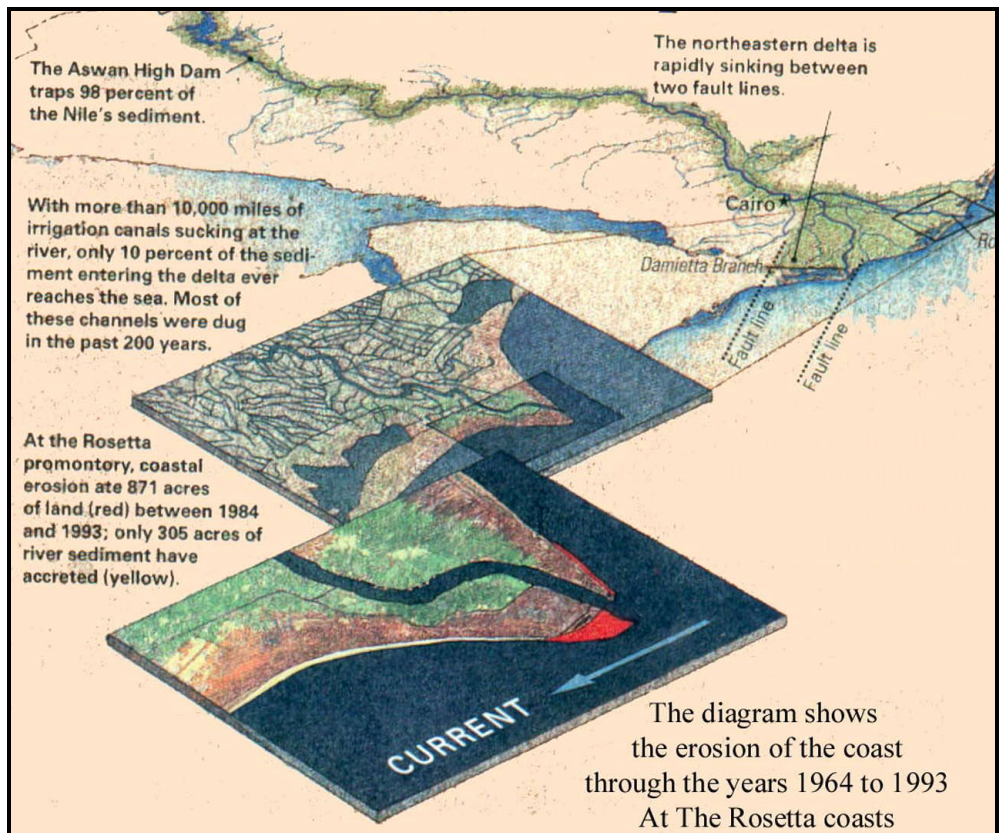 The Aswan High Dam
traps 98 percent of
the Nile's sediment.
The northeastern delta is
rapidly sinking between
two fault lines.
With more than 10,000 miles of
irrigation canals sucking at the
river, only 10 percent of the sedi-
ment entering the delta ever
reaches the sea. Most of
these channels were dug
in the past 200 years.
Cairo
Ro
Damietta Branch
Fault line
Fault line
At the Rosetta
promontory, coastal
erosion ate 871 acres
of land (red) between 1984
and 1993; only 305 acres of
river sediment have
accreted (yellow).
CURRENT
The diagram shows
the erosion of the coast
through the years 1964 to 1993
At The Rosetta coasts